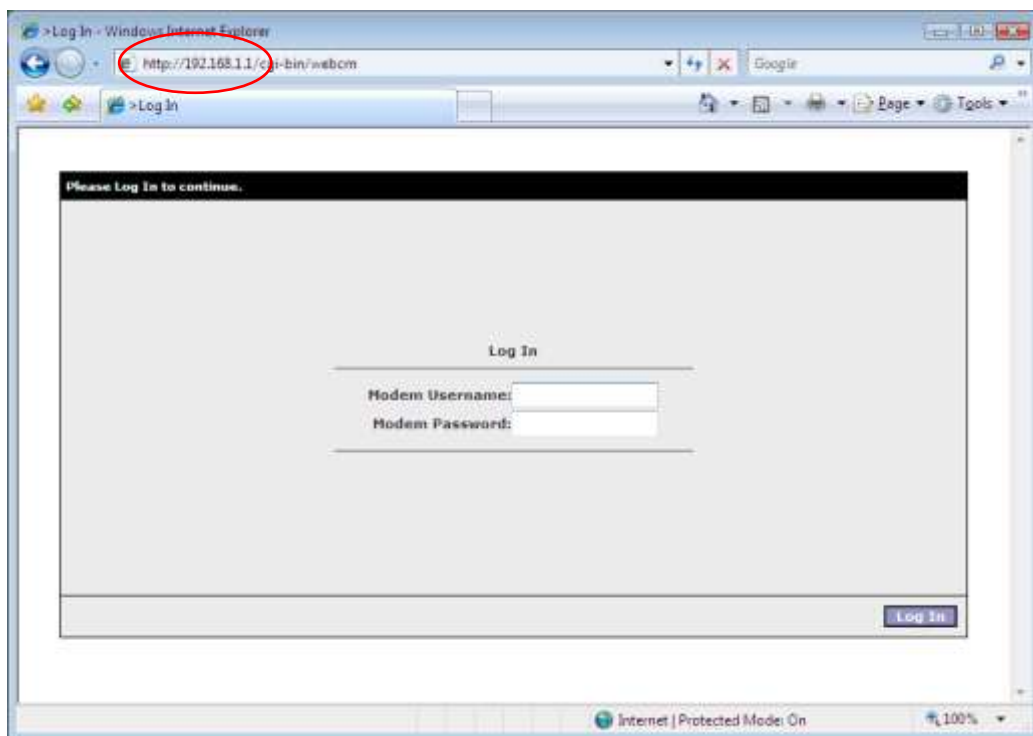 >Log In - Windows Internet Explorer
http://192.168.1.1/cgi-bin/webcm
Google
>Log In
Page
Tools
Please Log In to continue.
Log In
Modem Username:
Modem Password:
Log In
Internet | Protected Mode: On
100%